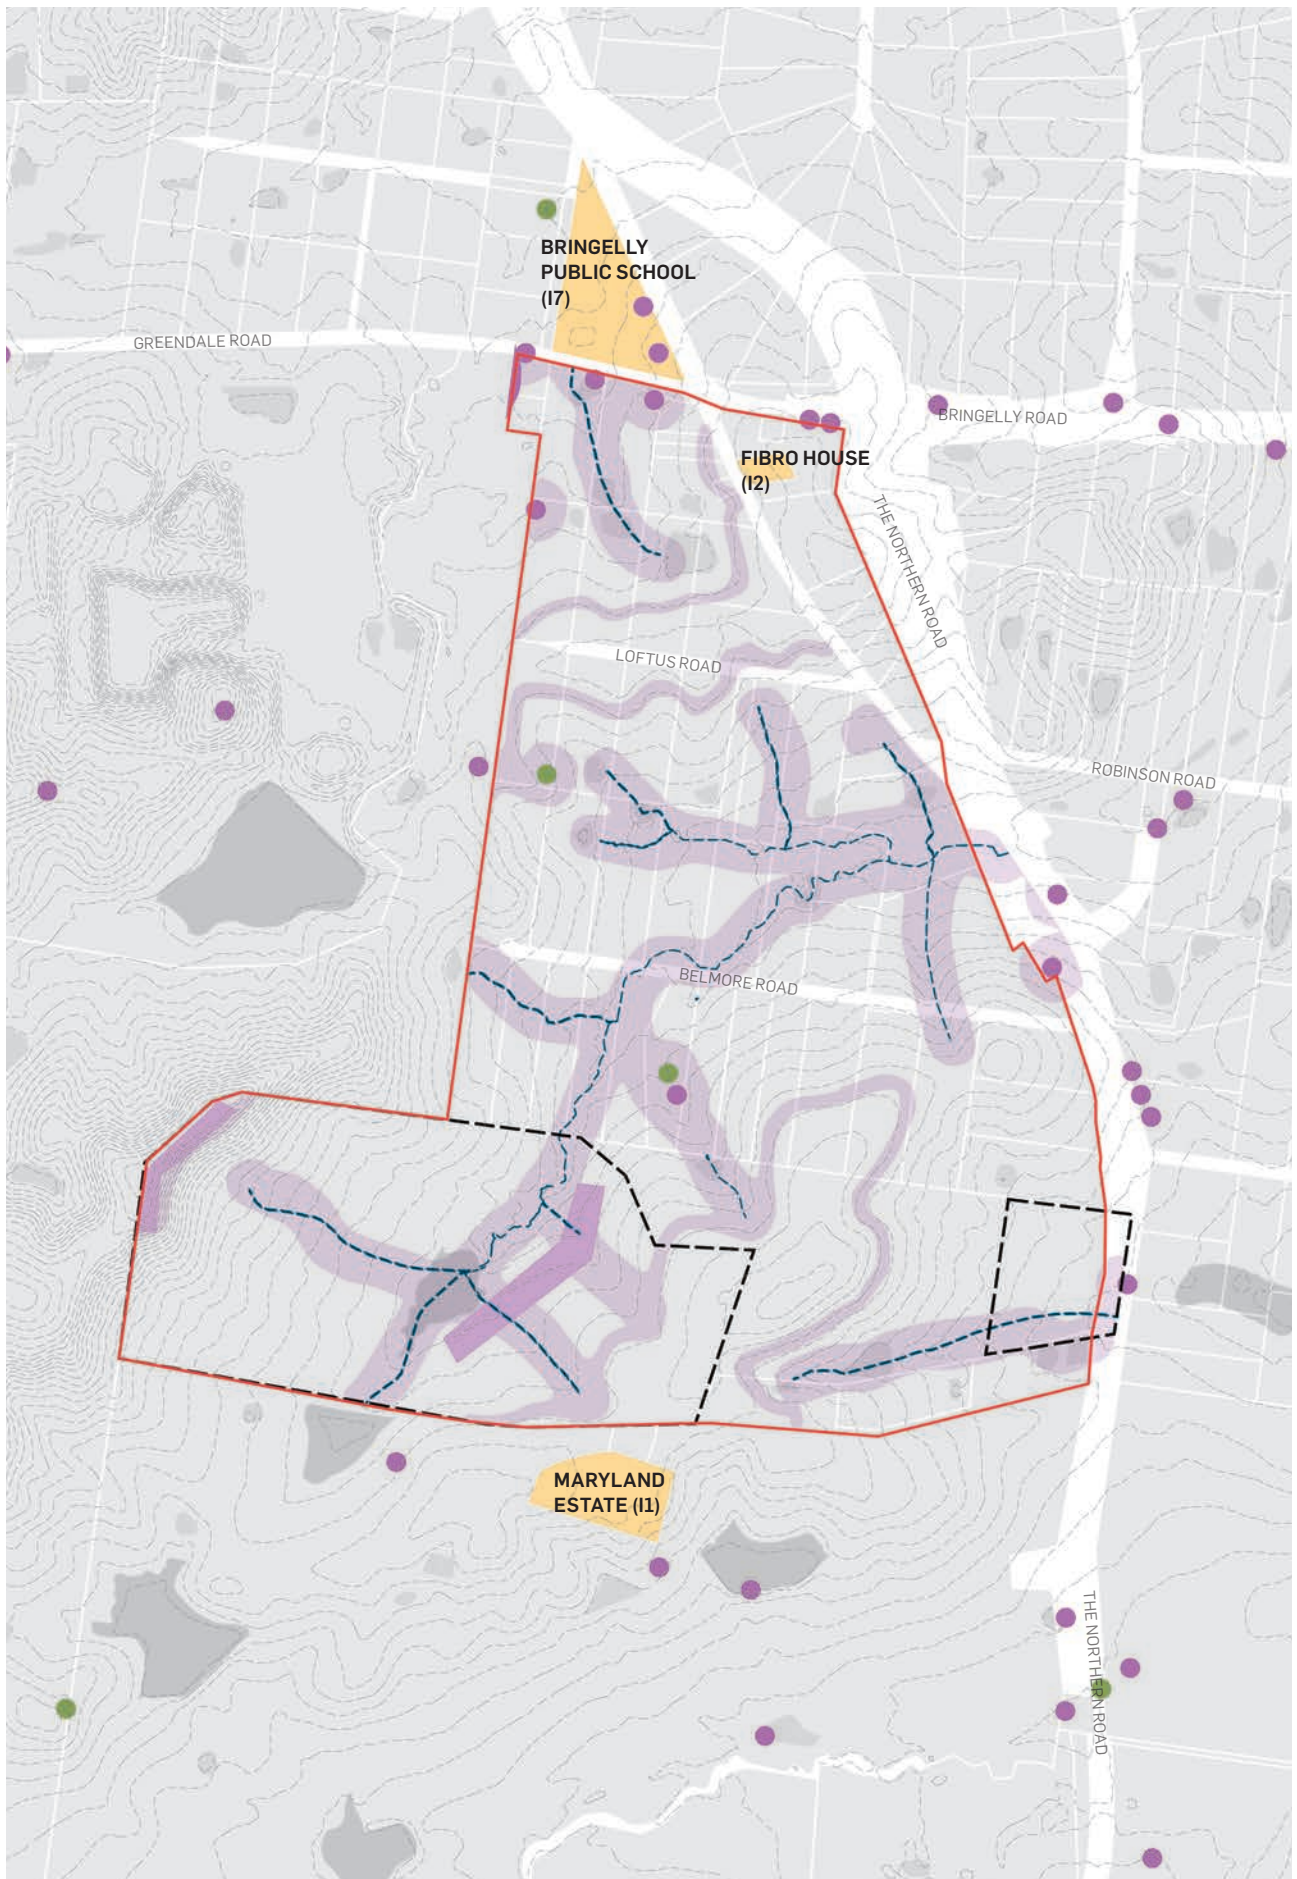 BRINGELLY
PUBLIC SCHOOL
(I7)
GREENDALE ROAD
BRINGELLY ROAD
FIBRO HOUSE
(I2)
THE NORTHERN ROAD
LOFTUS ROAD
ROBINSON ROAD
BELMORE ROAD
MARYLAND
ESTATE (I1)
THE NORTHERN ROAD